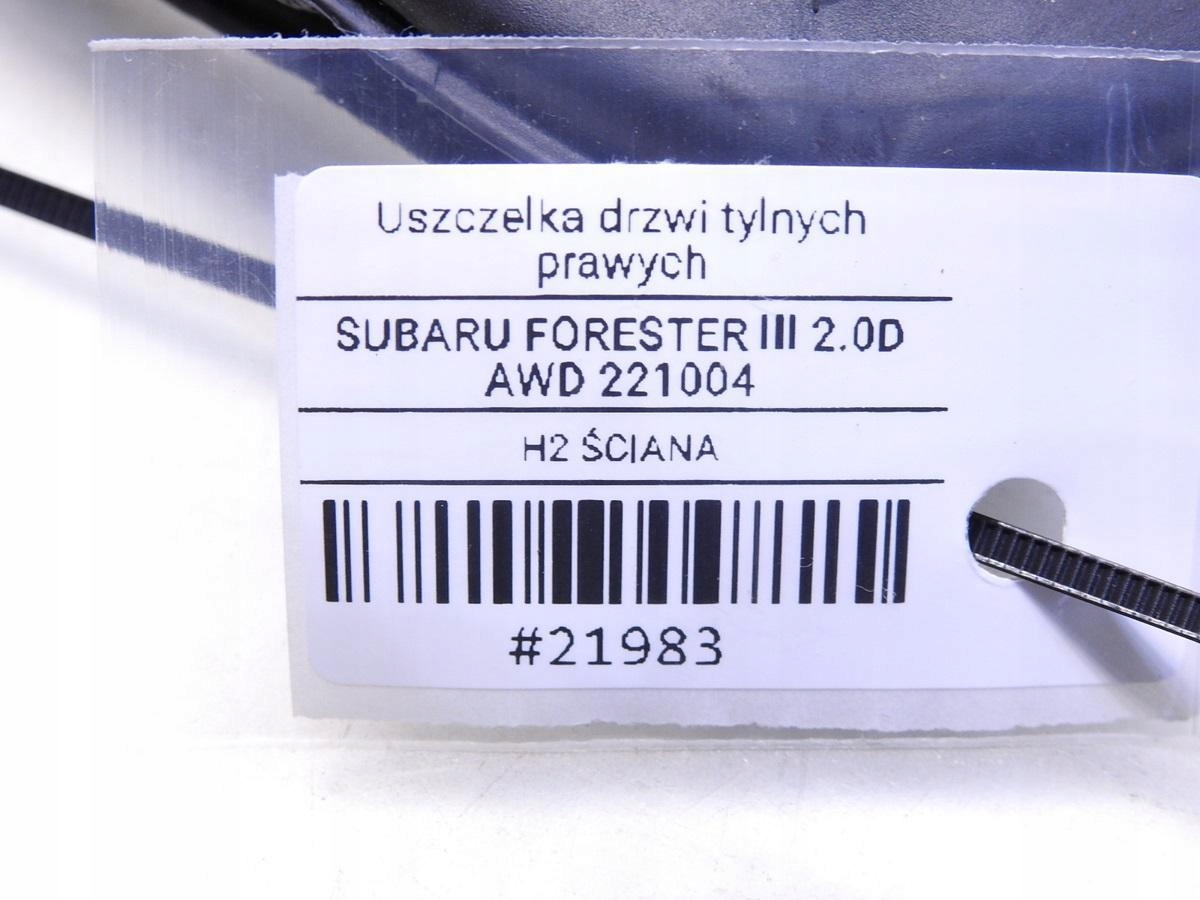 Uszczelka drzwi tylnych
prawych
SUBARU FORESTER III 2.0D
AWD 221004
H2 ŚCIANA
#21983